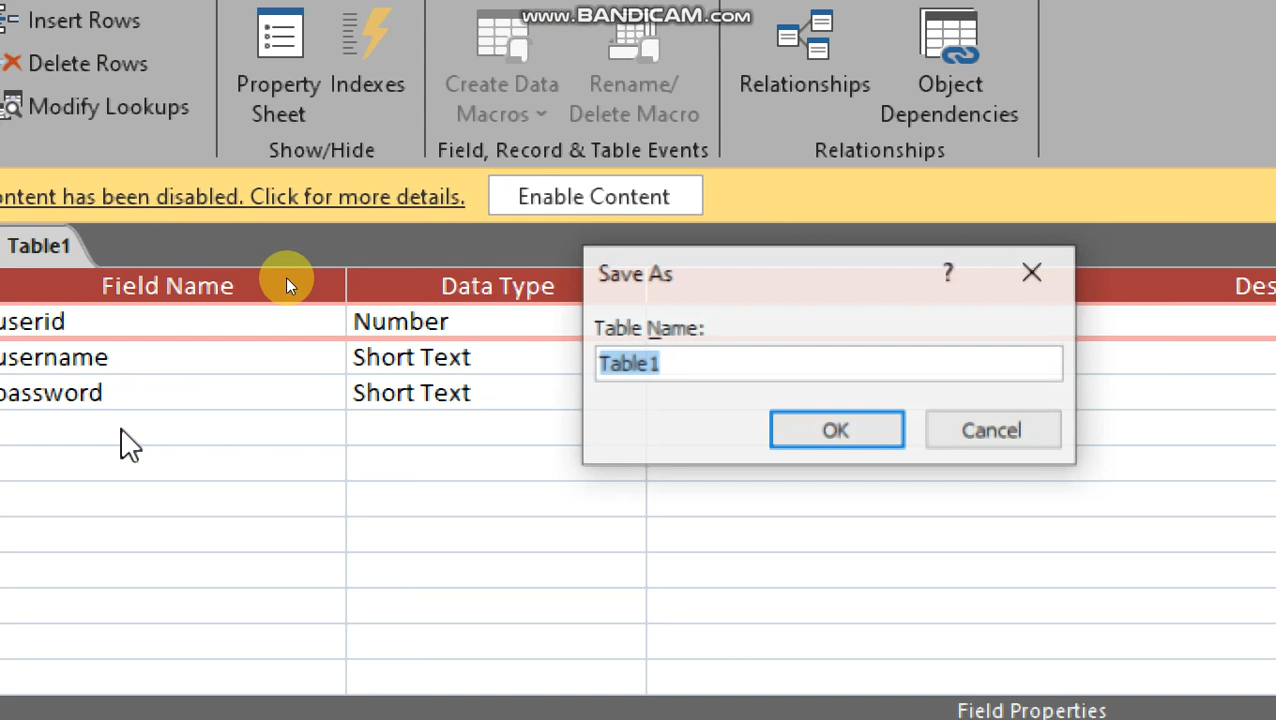 www.BANDICAM.com
Insert Rows
Delete Rows
Modify Lookups
Property
Sheet
Indexes
Show/Hide
Create Data
Macros
Rename/
Delete Macro
Field, Record & Table Events
Relationships
Object
Dependencies
Relationships
ontent has been disabled. Click for more details.
Enable Content
Table1
Field Name
Data Type
Des
userid
Number
username
Short Text
password
Short Text
Save As
?
Table Name:
Table1
OK
Cancel
Field Properties